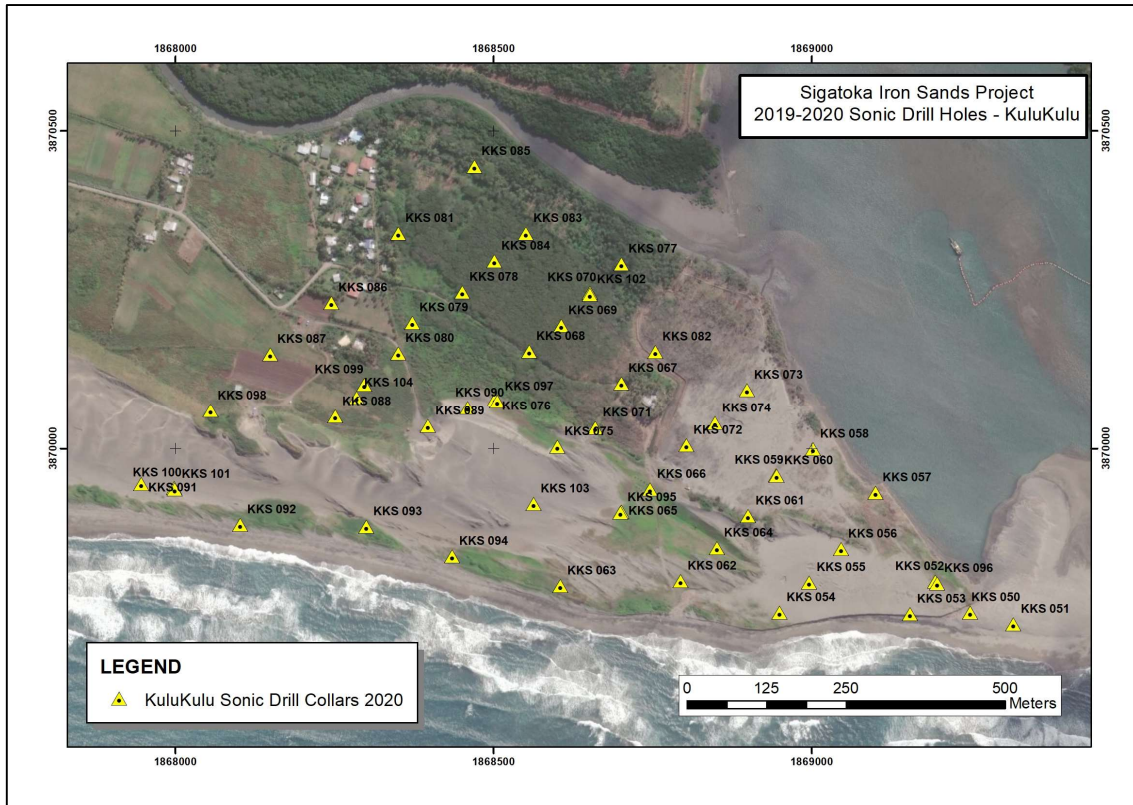 1868000
1868500
1869000
Sigatoka Iron Sands Project
2019-2020 Sonic Drill Holes - KuluKulu
3870500
3870500
KKS 085
KKS 081
KKS 083
KKS 084
KKS 077
KKS 078
KKS 070
KKS 102
KKS 086
KKS 079
KKS 069
KKS 087
KKS 080
KKS 068
KKS 082
KKS 099
KKS 067
KKS 104
KKS 073
KKS 098
KKS 088
KKS 090
KKS 097
KKS 089
KKS 076
KKS 071
KKS 074
KKS 075
KKS 072
KKS 058
3870000
3870000
KKS 100
KKS 101
KKS 091
KKS 066
KKS 059
KKS 060
KKS 057
KKS 103
KKS 095
KKS 065
KKS 061
KKS 092
KKS 093
KKS 064
KKS 056
KKS 094
KKS 063
KKS 062
KKS 055
KKS 052
KKS 096
KKS 054
KKS 053
KKS 050
KKS 051
LEGEND
KuluKulu Sonic Drill Collars 2020
0 125 250 500
Meters
1868000
1868500
1869000